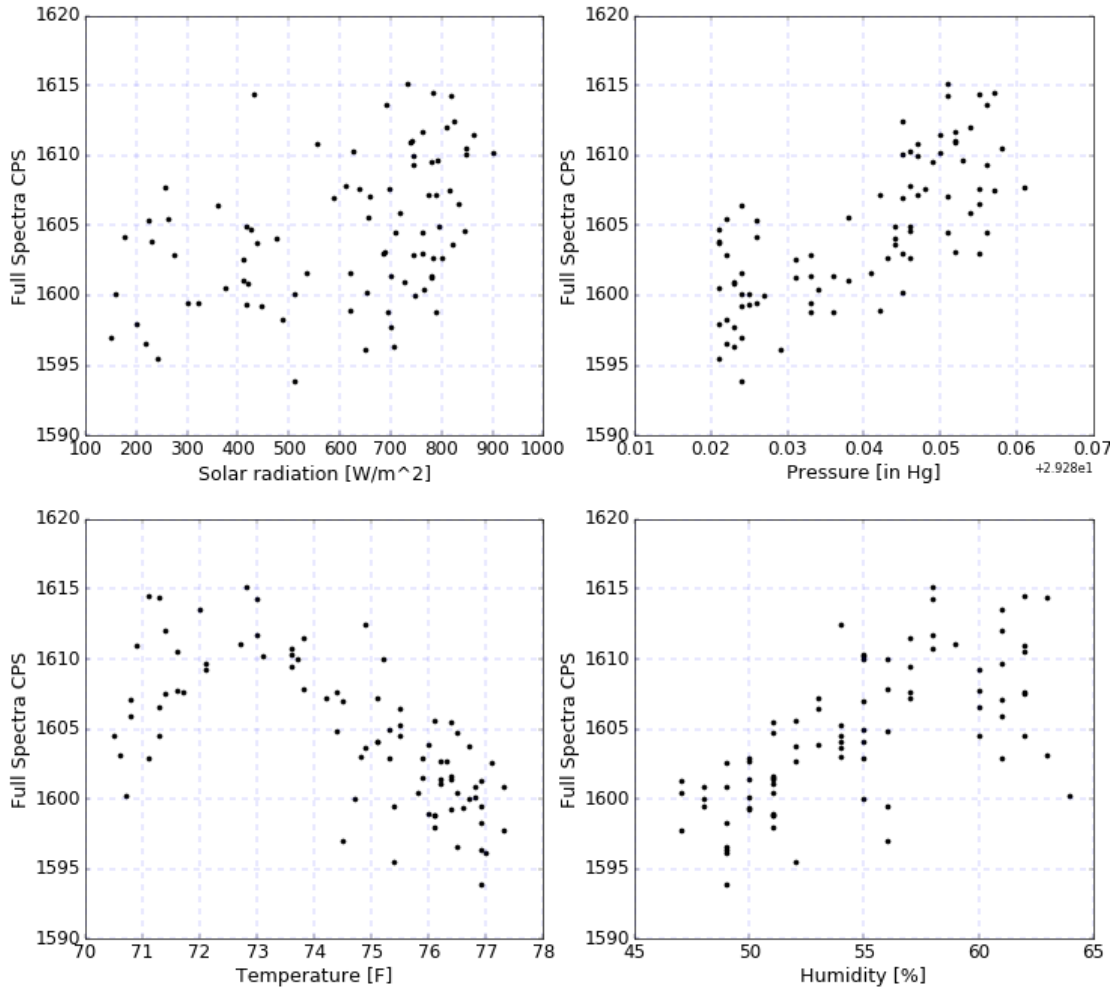 1620
1615
1610
1605
1600
1595
1590
Full Spectra CPS
100 200 300 400 500 600 700 800 900 1000
Solar radiation [W/m^2]
1620
1615
1610
1605
1600
1595
1590
Full Spectra CPS
0.01 0.02 0.03 0.04 0.05 0.06 0.07
Pressure [in Hg]
+2.928e1
1620
1615
1610
1605
1600
1595
1590
Full Spectra CPS
70 71 72 73 74 75 76 77 78
Temperature [F]
1620
1615
1610
1605
1600
1595
1590
Full Spectra CPS
45 50 55 60 65
Humidity [%]